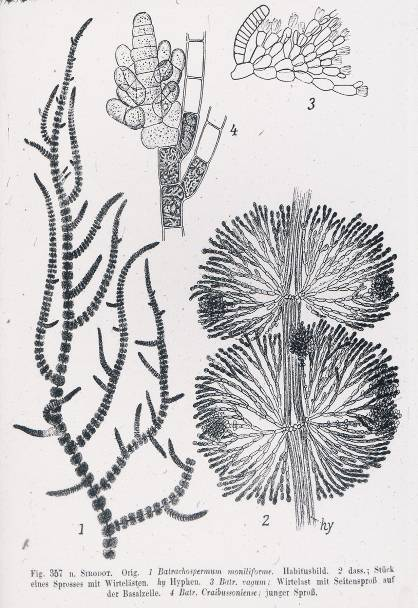 4
3
1
2
hy
Fig. 357 n. SIRODOT. Orig. 1 Batrachospermum moniliforme. Habitusbild. 2 dass.; Stück
eines Sprosses mit Wirtelästen. hy Hyphen. 3 Batr. vagum; Wirtelast mit Seitensproß auf
der Basalzelle. 4 Batr. Crouibussoniense; junger Sproß.